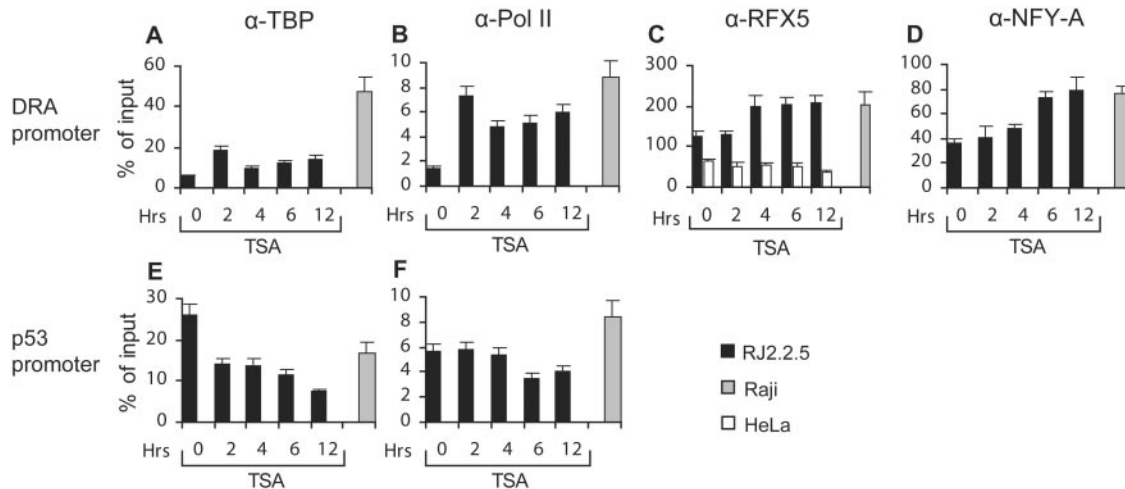 α-TBP α-Pol II α-RFX5 α-NFY-A
A B C D
DRA promoter
% of input
60 40 20 0
10 8 6 4 2 0
300 200 100 0
100 80 60 40 20 0
Hrs 0 2 4 6 12 Hrs 0 2 4 6 12 Hrs 0 2 4 6 12 Hrs 0 2 4 6 12
TSA TSA TSA TSA
E F
p53 promoter
% of input
30 20 10 0
10 8 6 4 2 0
RJ2.2.5
Raji
HeLa
Hrs 0 2 4 6 12 Hrs 0 2 4 6 12
TSA TSA